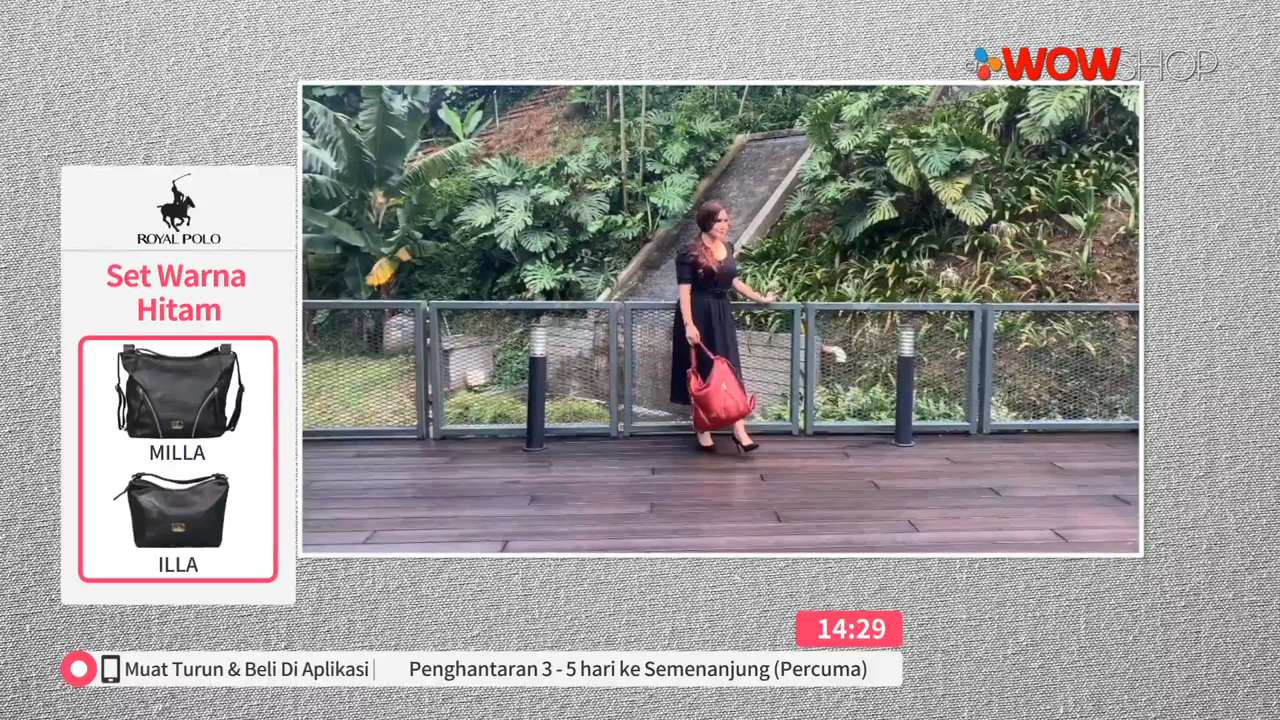 WOWSHOP
ROYAL POLO
Set Warna
Hitam
MILLA
ILLA
14:29
Muat Turun & Beli Di Aplikasi
Penghantaran 3 - 5 hari ke Semenanjung (Percuma)